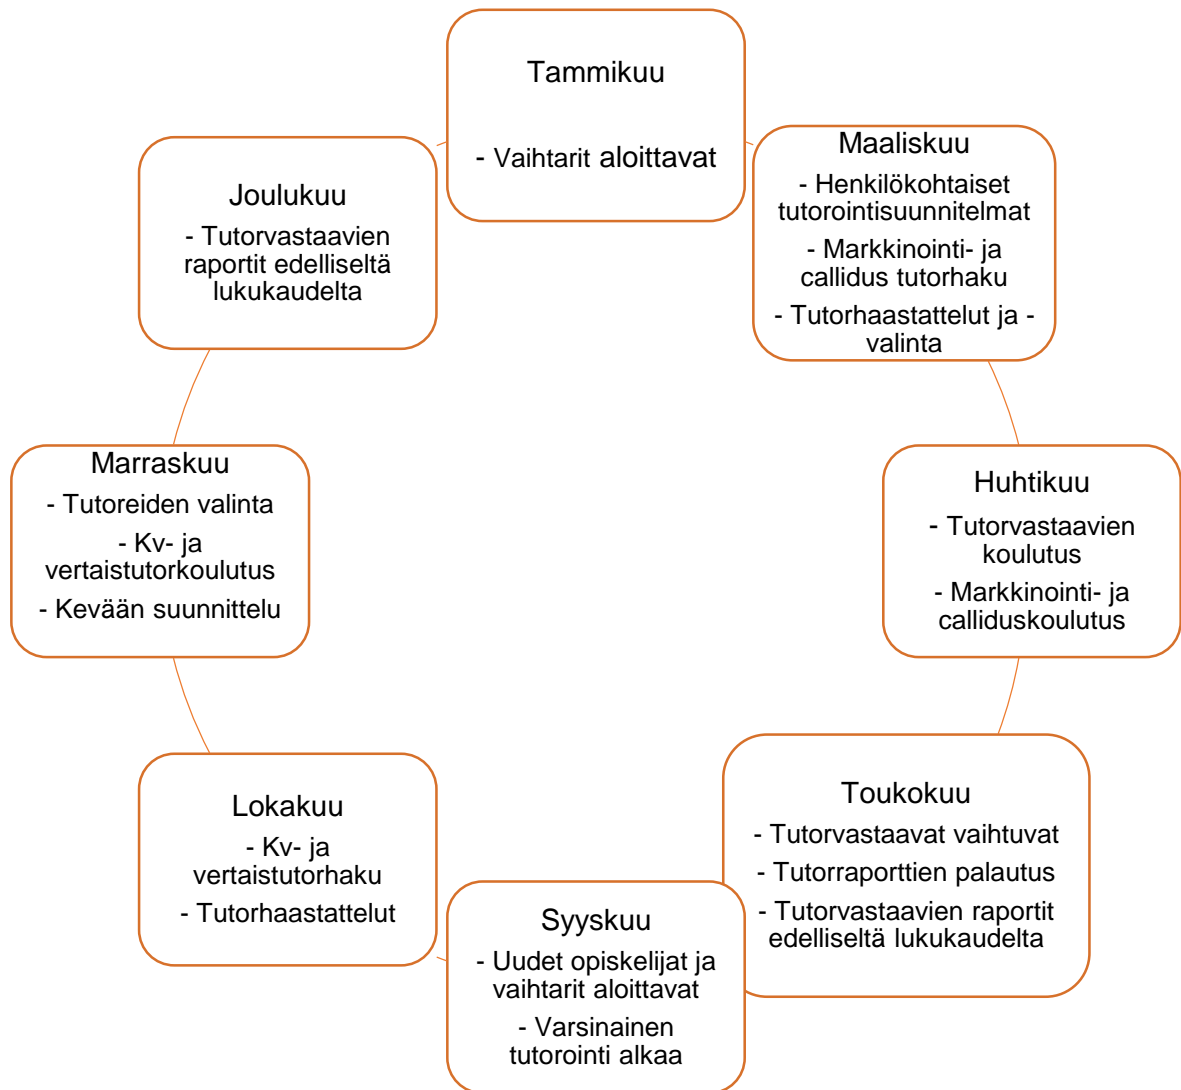 Tammikuu
- Vaihtarit aloittavat
Maaliskuu
- Henkilökohtaiset
tutorointisuunnitelmat
- Markkinointi- ja
callidus tutorhaku
- Tutorhaastattelut ja -
valinta
Huhtikuu
- Tutorvastaavien
koulutus
- Markkinointi- ja
calliduskoulutus
Toukokuu
- Tutorvastaavat vaihtuvat
- Tutorraporttien palautus
- Tutorvastaavien raportit
edelliseltä lukukaudelta
Syyskuu
- Uudet opiskelijat ja
vaihtarit aloittavat
- Varsinainen
tutorointi alkaa
Lokakuu
- Kv- ja
vertaistutorhaku
- Tutorhaastattelut
Marraskuu
- Tutoreiden valinta
- Kv- ja
vertaistutorkoulutus
- Kevään suunnittelu
Joulukuu
- Tutorvastaavien
raportit edelliseltä
lukukaudelta